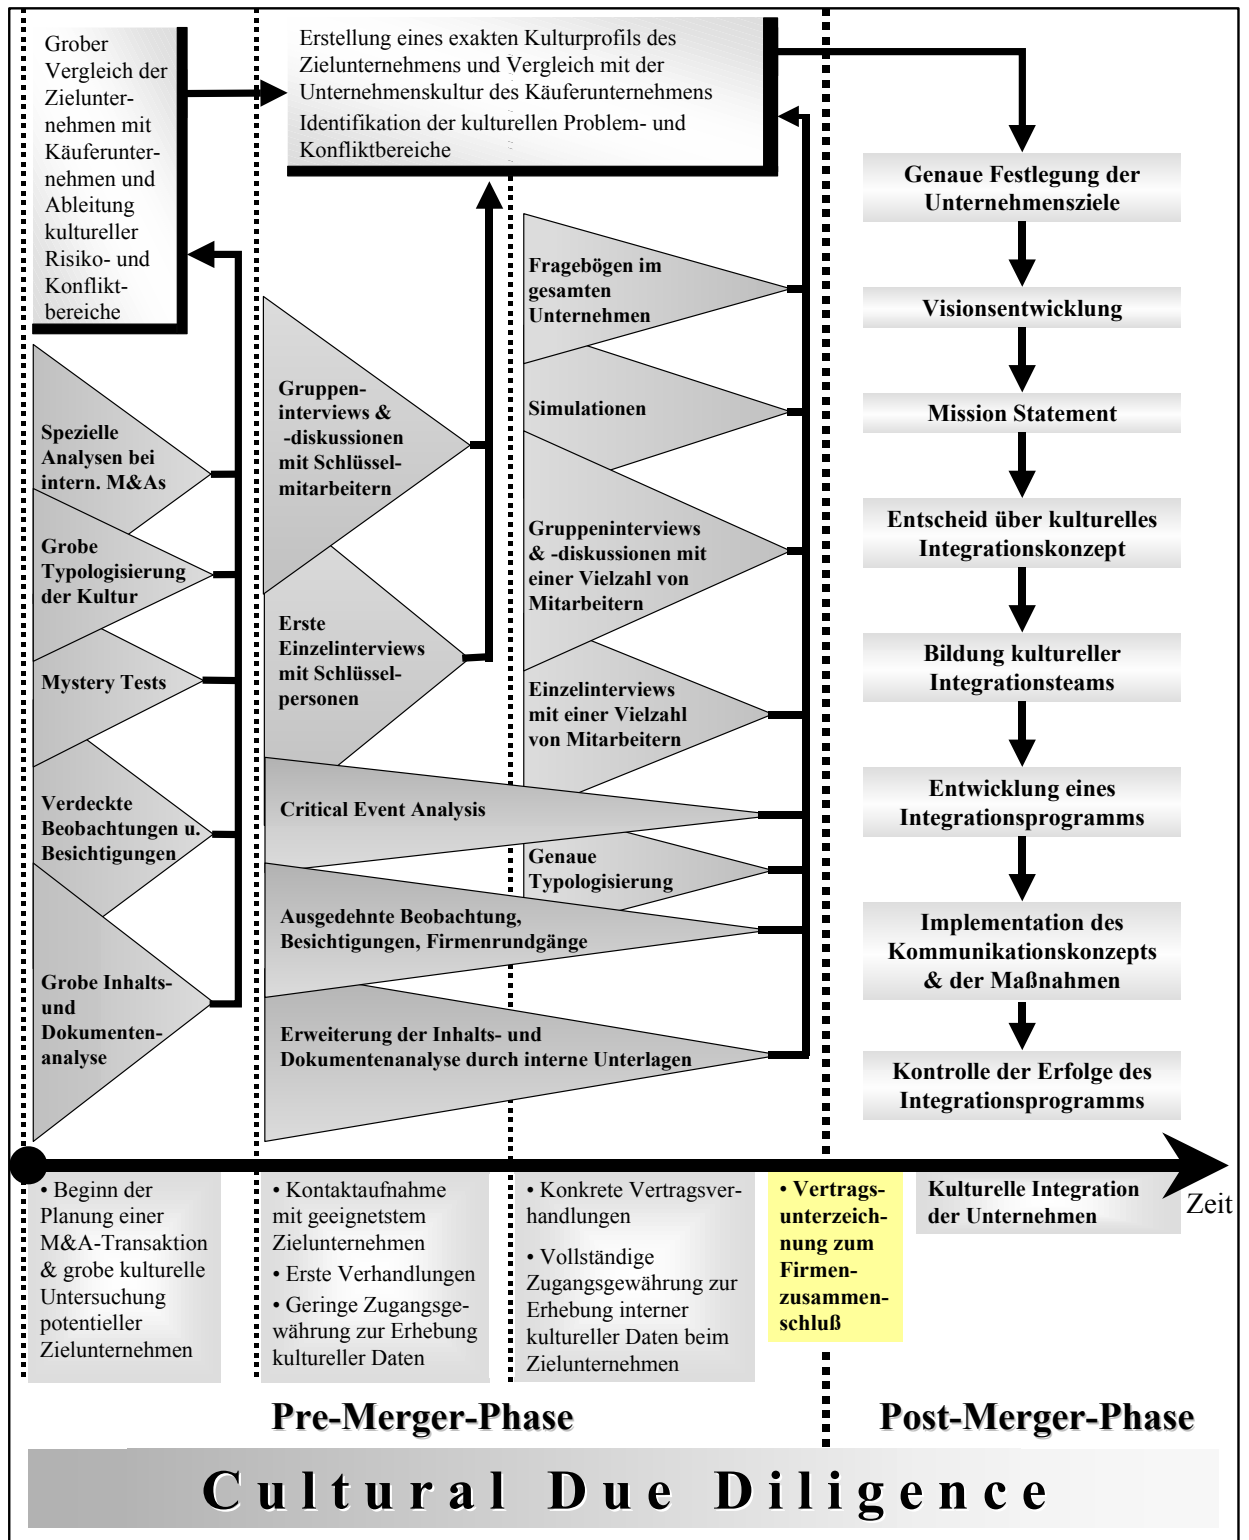 Grober
Vergleich der
Zielunter-
nehmen mit
Käuferunter-
nehmen und
Ableitung
kultureller
Risiko- und
Konflikt-
bereiche
Erstellung eines exakten Kulturprofils des
Zielunternehmens und Vergleich mit der
Unternehmenskultur des Käuferunternehmens
Identifikation der kulturellen Problem- und
Konfliktbereiche
Spezielle
Analysen bei
intern. M&As
Grobe
Typologisierung
der Kultur
Mystery Tests
Verdeckte
Beobachtungen u.
Besichtigungen
Grobe Inhalts-
und
Dokumenten-
analyse
Gruppen-
interviews &
-diskussionen
mit Schlüssel-
mitarbeitern
Erste
Einzelinterviews
mit Schlüssel-
personen
Critical Event Analysis
Ausgedehnte Beobachtung,
Besichtigungen, Firmenrundgänge
Erweiterung der Inhalts- und
Dokumentenanalyse durch interne Unterlagen
Fragebögen im
gesamten
Unternehmen
Simulationen
Gruppeninterviews
& -diskussionen mit
einer Vielzahl von
Mitarbeitern
Einzelinterviews
mit einer Vielzahl
von Mitarbeitern
Genaue
Typologisierung
Genaue Festlegung der
Unternehmensziele
Visionsentwicklung
Mission Statement
Entscheid über kulturelles
Integrationskonzept
Bildung kultureller
Integrationsteams
Entwicklung eines
Integrationsprogramms
Implementation des
Kommunikationskonzepts
& der Maßnahmen
Kontrolle der Erfolge des
Integrationsprogramms
• Beginn der
Planung einer
M&A-Transaktion
& grobe kulturelle
Untersuchung
potentieller
Zielunternehmen
• Kontaktaufnahme
mit geeignetstem
Zielunternehmen
• Erste Verhandlungen
• Geringe Zugangsge-
währung zur Erhebung
kultureller Daten
• Konkrete Vertragsver-
handlungen
• Vollständige
Zugangsgewährung zur
Erhebung interner
kultureller Daten beim
Zielunternehmen
• Vertrags-
unterzeich-
nung zum
Firmen-
zusammen-
schluß
Kulturelle Integration
der Unternehmen
Zeit
Pre-Merger-Phase
Post-Merger-Phase
Cultural Due Diligence